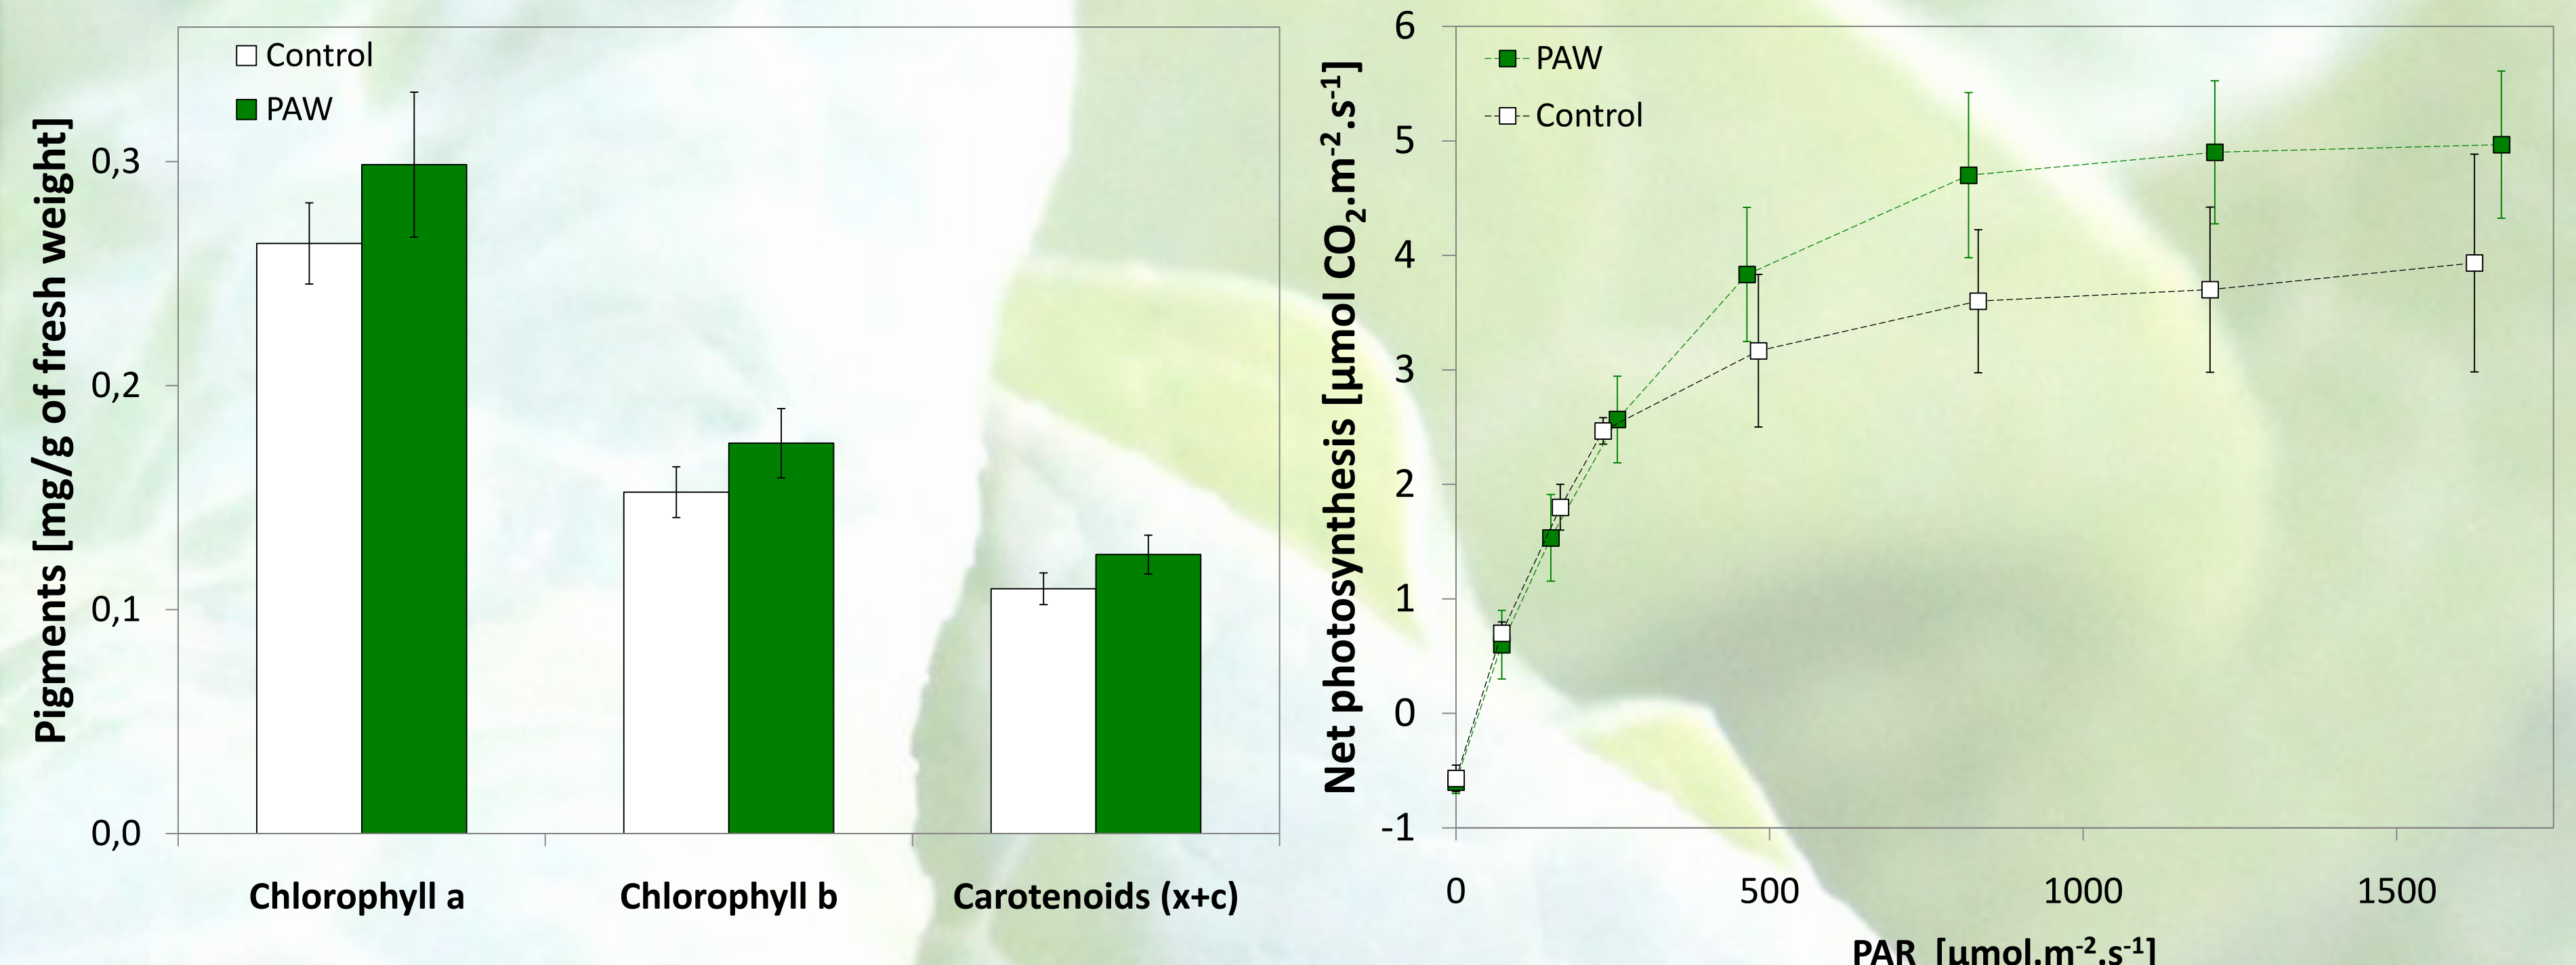 Control
PAW
Pigments [mg/g of fresh weight]
0,3
0,2
0,1
0,0
Chlorophyll a
Chlorophyll b
Carotenoids (x+c)
PAW
Control
Net photosynthesis [µmol CO₂.m⁻².s⁻¹]
6
5
4
3
2
1
0
-1
0
500
1000
1500
PAR [µmol.m⁻².s⁻¹]